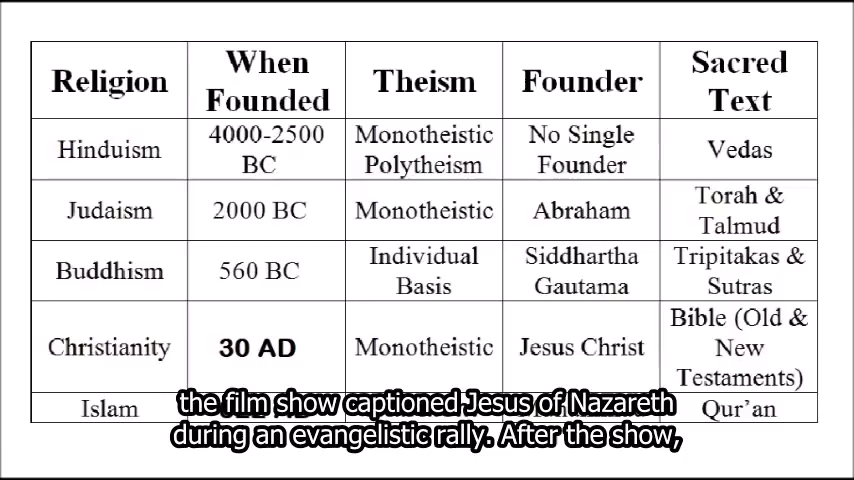 Religion
When Founded
Theism
Founder
Sacred Text
Hinduism
4000-2500 BC
Monotheistic Polytheism
No Single Founder
Vedas
Judaism
2000 BC
Monotheistic
Abraham
Torah & Talmud
Buddhism
560 BC
Individual Basis
Siddhartha Gautama
Tripitakas & Sutras
Christianity
30 AD
Monotheistic
Jesus Christ
Bible (Old & New Testaments)
Islam
Qur'an
the film show captioned Jesus of Nazareth
during an evangelistic rally. After the show,